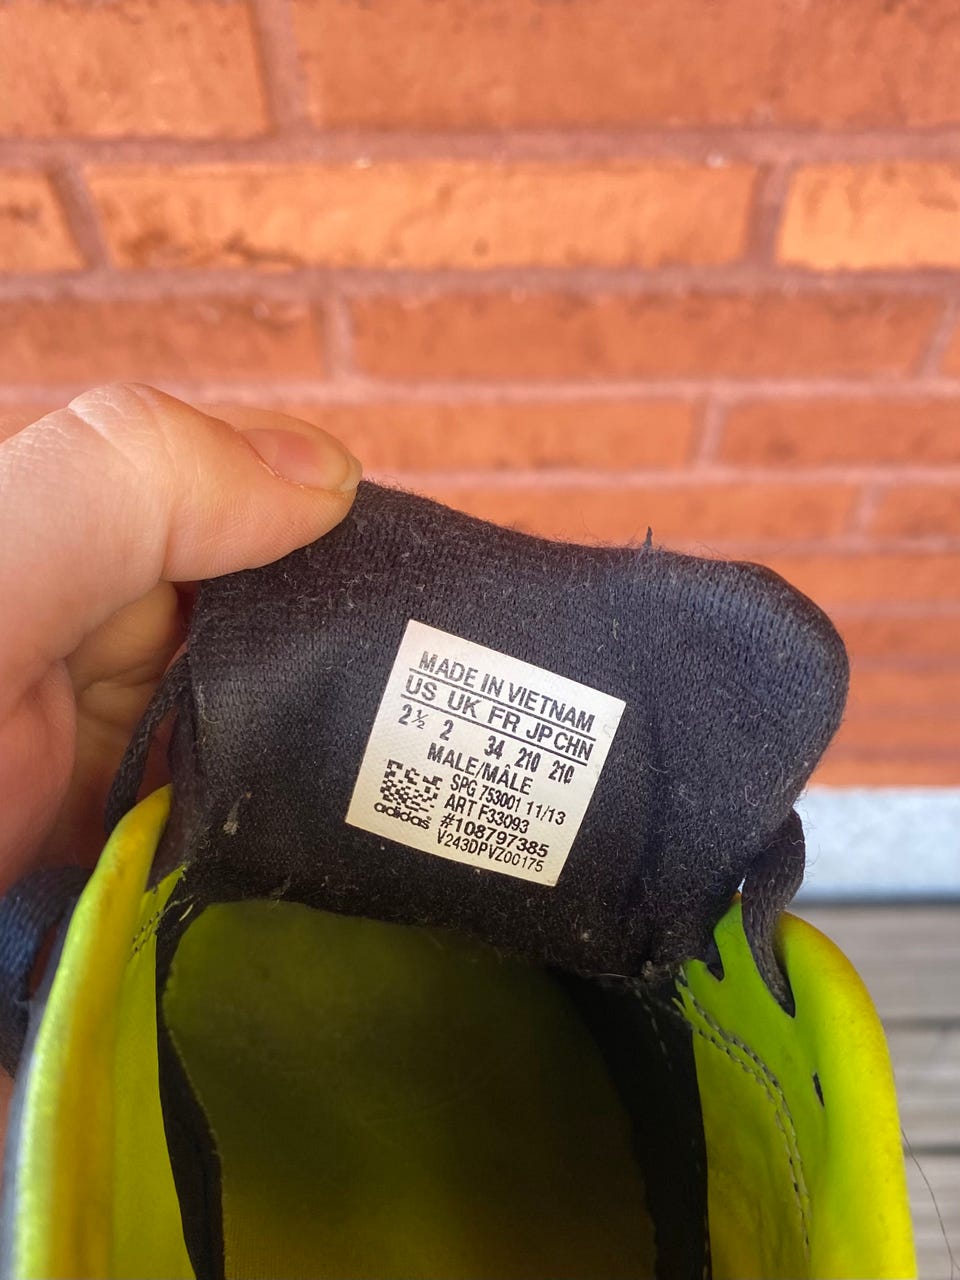 MADE IN VIETNAM
US UK FR JP CHN
2½ 2 34 210 210
MALE/MÂLE
SPG 753001 11/13
ART F33093
#108797385
V243DPVZ0C175
adidas